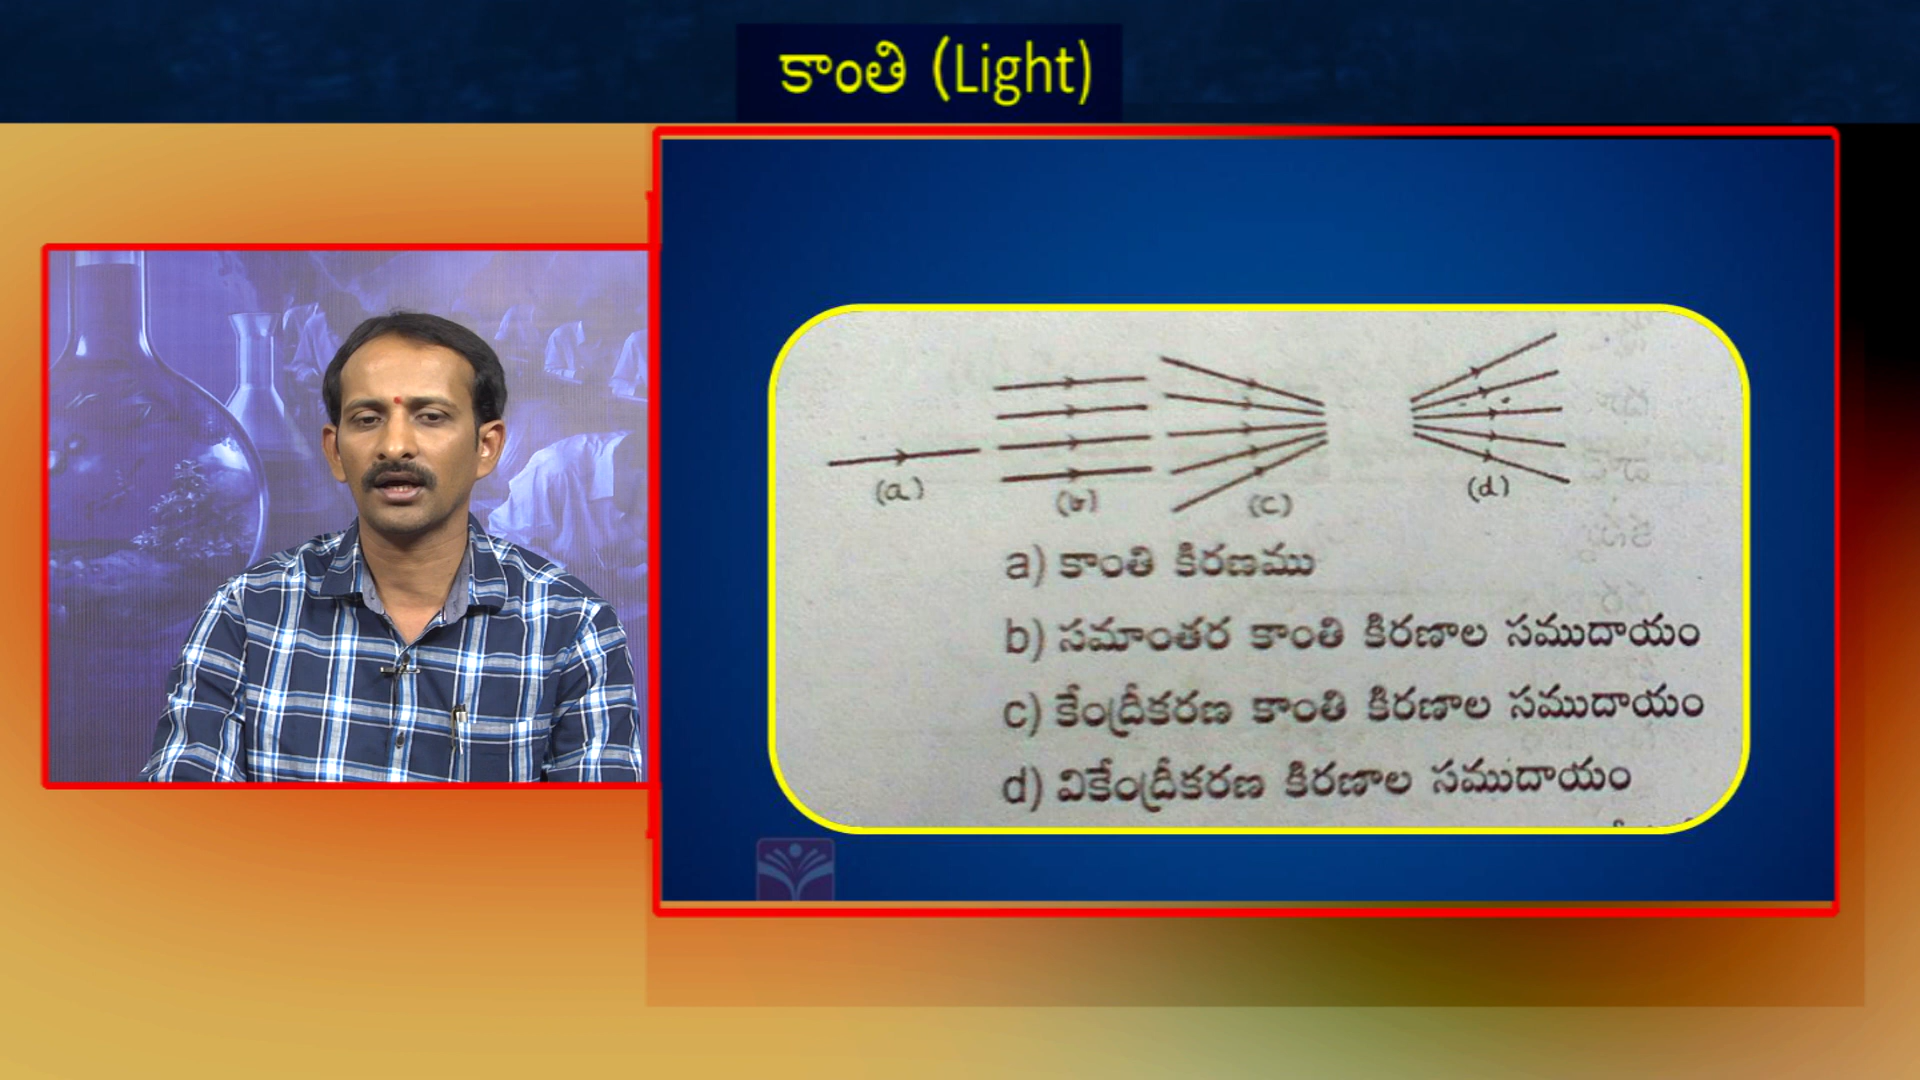 కాంతి (Light)
(a) (b) (c) (d)
a) కాంతి కిరణము
b) సమాంతర కాంతి కిరణాల సముదాయం
c) కేంద్రీకరణ కాంతి కిరణాల సముదాయం
d) వికేంద్రీకరణ కిరణాల సముదాయం